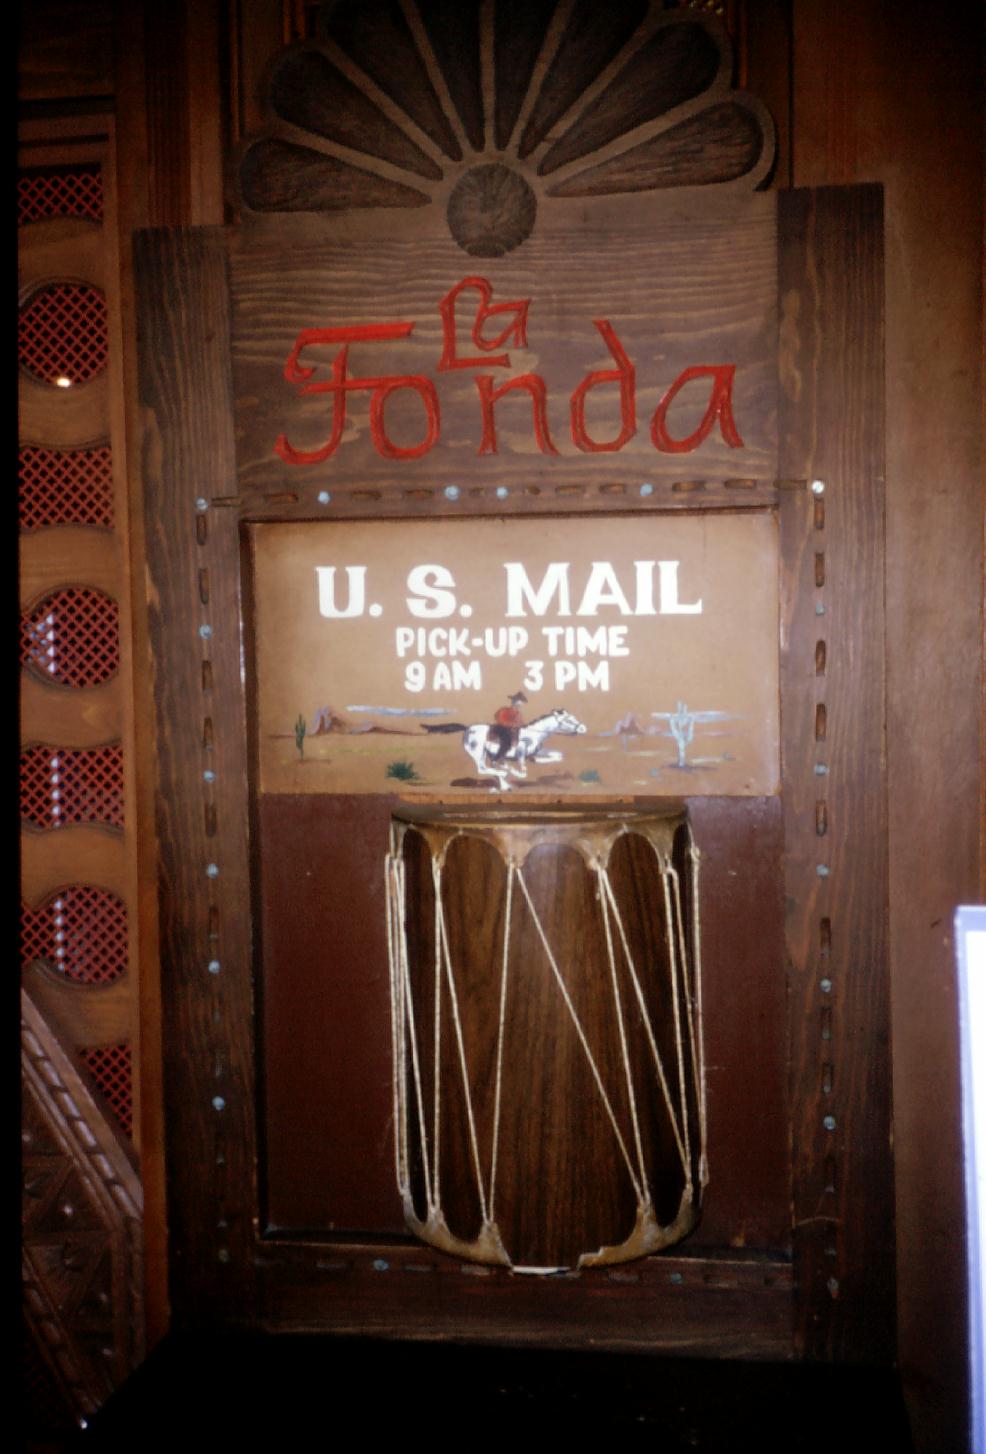 La
Fonda
U. S. MAIL
PICK-UP TIME
9 AM 3 PM